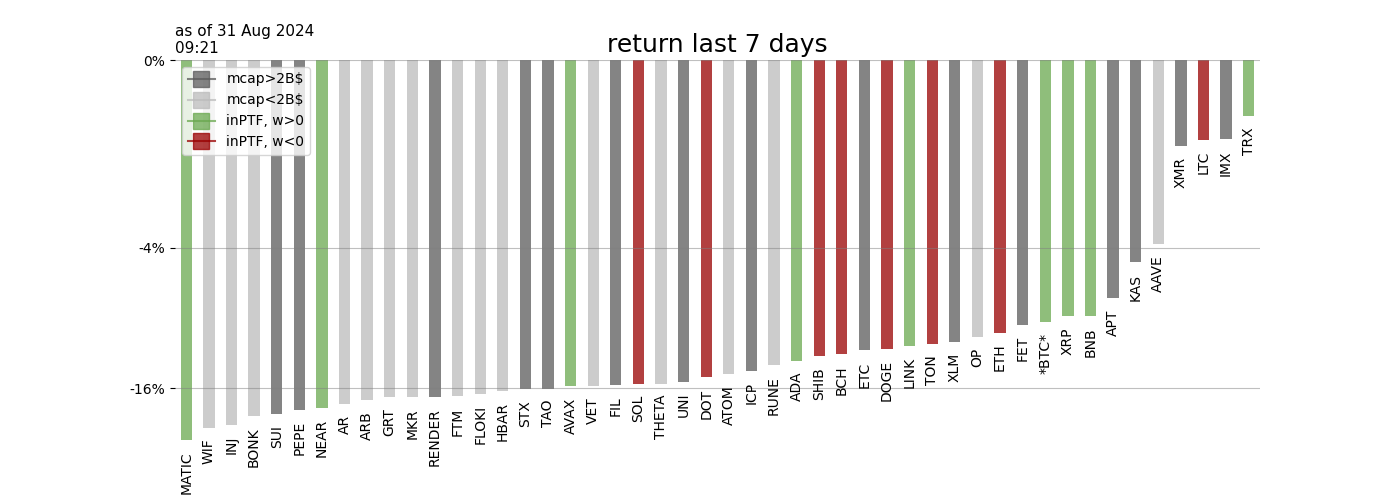 as of 31 Aug 2024
09:21
return last 7 days
0%
-4%
-16%
mcap>2B$
mcap<2B$
inPTF, w>0
inPTF, w<0
MATIC
WIF
INJ
BONK
SUI
PEPE
NEAR
AR
ARB
GRT
MKR
RENDER
FTM
FLOKI
HBAR
STX
TAO
AVAX
VET
FIL
SOL
THETA
UNI
DOT
ATOM
ICP
RUNE
ADA
SHIB
BCH
ETC
DOGE
LINK
TON
XLM
OP
ETH
FET
*BTC*
XRP
BNB
APT
KAS
AAVE
XMR
LTC
IMX
TRX